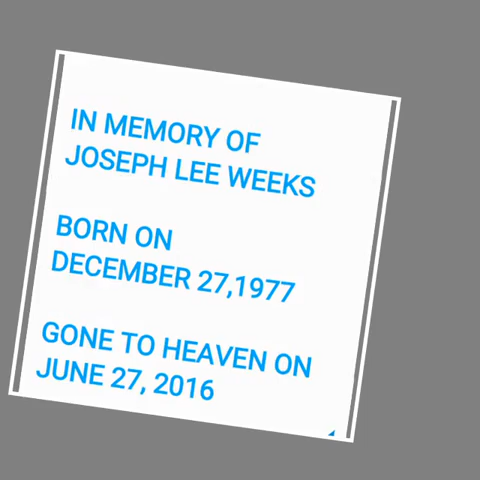 IN MEMORY OF
JOSEPH LEE WEEKS
BORN ON
DECEMBER 27,1977
GONE TO HEAVEN ON
JUNE 27, 2016